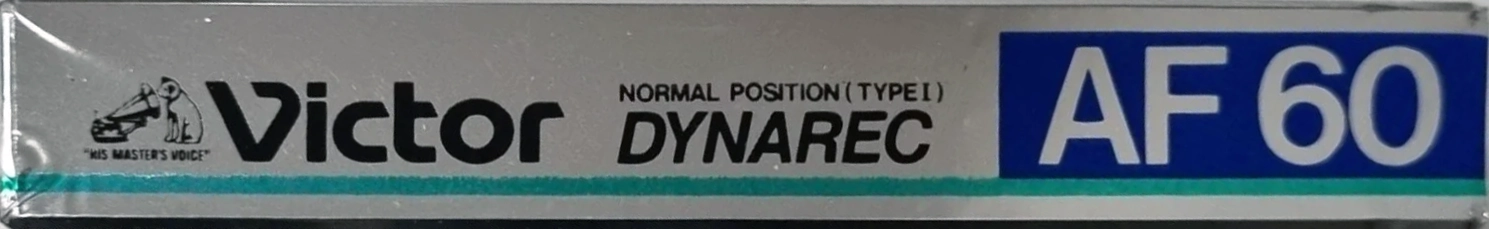 "HIS MASTER'S VOICE"
Victor
NORMAL POSITION (TYPE I)
DYNAREC
AF 60